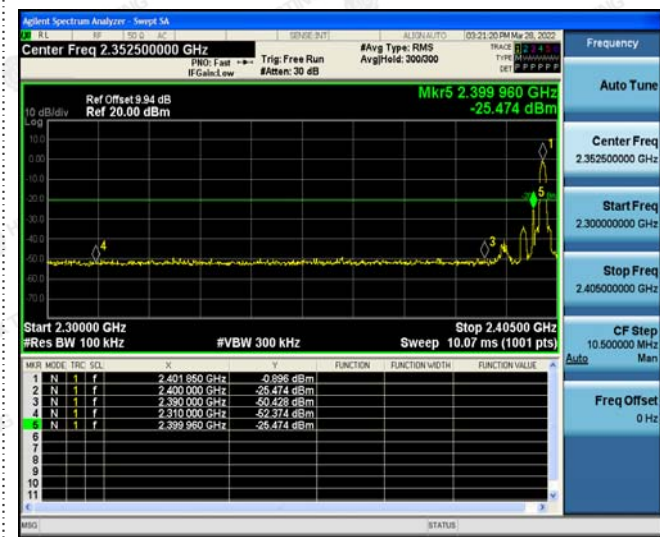 Agilent Spectrum Analyzer - Swept SA
RL RF 50 Ω AC SENSE:INT ALIGN AUTO 03:21:20 PM Mar 28, 2022
Center Freq 2.352500000 GHz
PNO: Fast
IFGain:Low
Trig: Free Run
#Atten: 30 dB
#Avg Type: RMS
Avg|Hold: 300/300
TRACE 1 2 3 4 5 6
TYPE
DET P P P P P P
Frequency
Auto Tune
Center Freq
2.352500000 GHz
Start Freq
2.300000000 GHz
Stop Freq
2.405000000 GHz
CF Step
10.500000 MHz
Auto Man
Freq Offset
0 Hz
Mkr5 2.399 960 GHz
-25.474 dBm
Ref Offset 9.94 dB
Ref 20.00 dBm
10 dB/div
Log
10.0
0.00
-10.0
-20.0
-30.0
-40.0
-50.0
-60.0
-70.0
1
5
3
4
Start 2.30000 GHz Stop 2.40500 GHz
#Res BW 100 kHz #VBW 300 kHz Sweep 10.07 ms (1001 pts)
MKR MODE TRC SCL X Y FUNCTION FUNCTION WIDTH FUNCTION VALUE
1 N 1 f 2.401 850 GHz -0.896 dBm
2 N 1 f 2.400 000 GHz -25.474 dBm
3 N 1 f 2.390 000 GHz -50.428 dBm
4 N 1 f 2.310 000 GHz -52.374 dBm
5 N 1 f 2.399 960 GHz -25.474 dBm
6
7
8
9
10
11
MSG STATUS